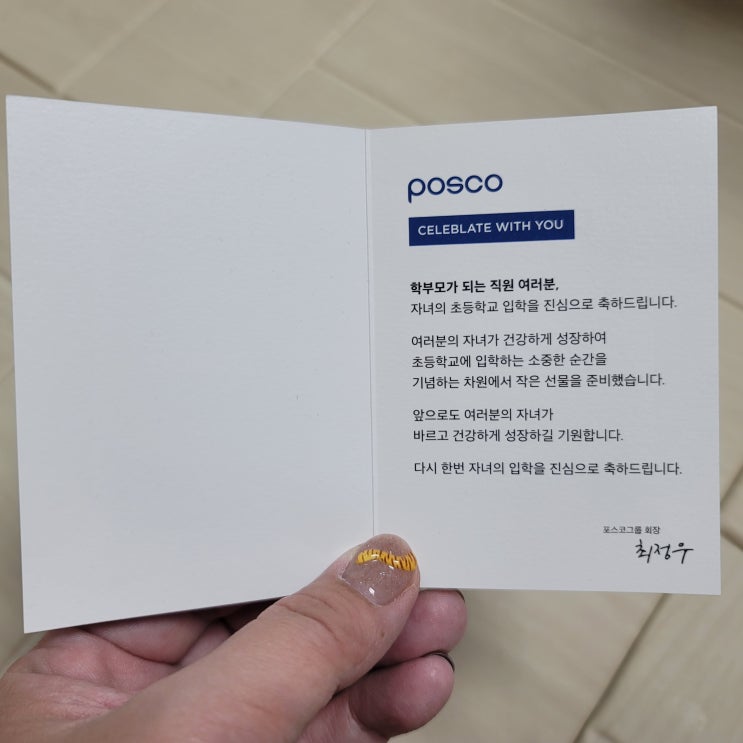 posco
CELEBLATE WITH YOU
학부모가 되는 직원 여러분,
자녀의 초등학교 입학을 진심으로 축하드립니다.
여러분의 자녀가 건강하게 성장하여
초등학교에 입학하는 소중한 순간을
기념하는 차원에서 작은 선물을 준비했습니다.
앞으로도 여러분의 자녀가
바르고 건강하게 성장하길 기원합니다.
다시 한번 자녀의 입학을 진심으로 축하드립니다.
포스코그룹 회장
최정우